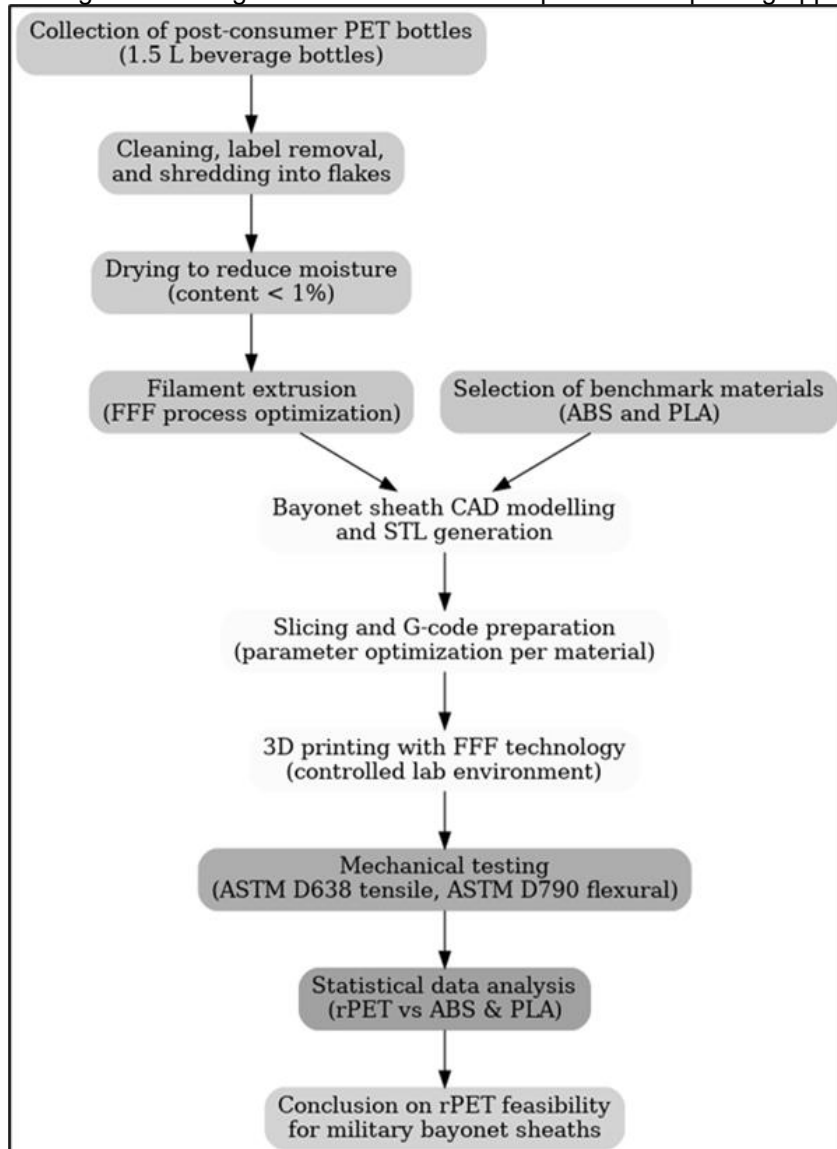 Collection of post-consumer PET bottles
(1.5 L beverage bottles)
Cleaning, label removal,
and shredding into flakes
Drying to reduce moisture
(content < 1%)
Filament extrusion
(FFF process optimization)
Selection of benchmark materials
(ABS and PLA)
Bayonet sheath CAD modelling
and STL generation
Slicing and G-code preparation
(parameter optimization per material)
3D printing with FFF technology
(controlled lab environment)
Mechanical testing
(ASTM D638 tensile, ASTM D790 flexural)
Statistical data analysis
(rPET vs ABS & PLA)
Conclusion on rPET feasibility
for military bayonet sheaths